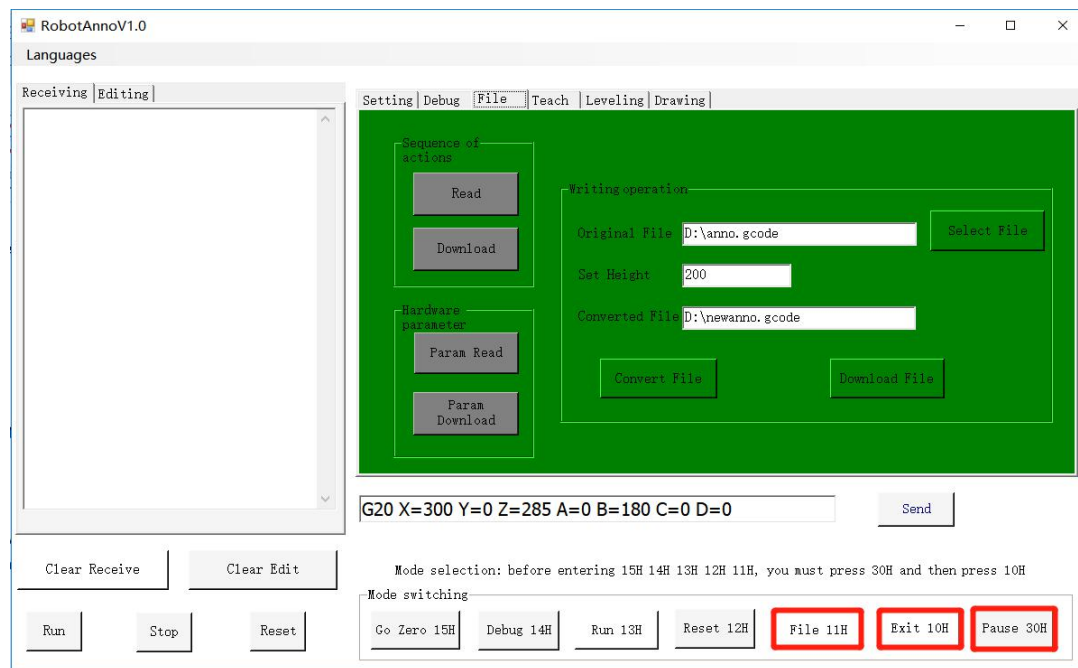 RobotAnnoV1.0
Languages
Receiving Editing
Setting Debug File Teach Leveling Drawing
Sequence of
actions
Read
Download
Hardware
parameter
Param Read
Param
Download
Writing operation
Original File D:\anno.gcode Select File
Set Height 200
Converted File D:\newanno.gcode
Convert File Download File
G20 X=300 Y=0 Z=285 A=0 B=180 C=0 D=0 Send
Clear Receive Clear Edit
Run Stop Reset
Mode selection: before entering 15H 14H 13H 12H 11H, you must press 30H and then press 10H
Mode switching
Go Zero 15H Debug 14H Run 13H Reset 12H File 11H Exit 10H Pause 30H